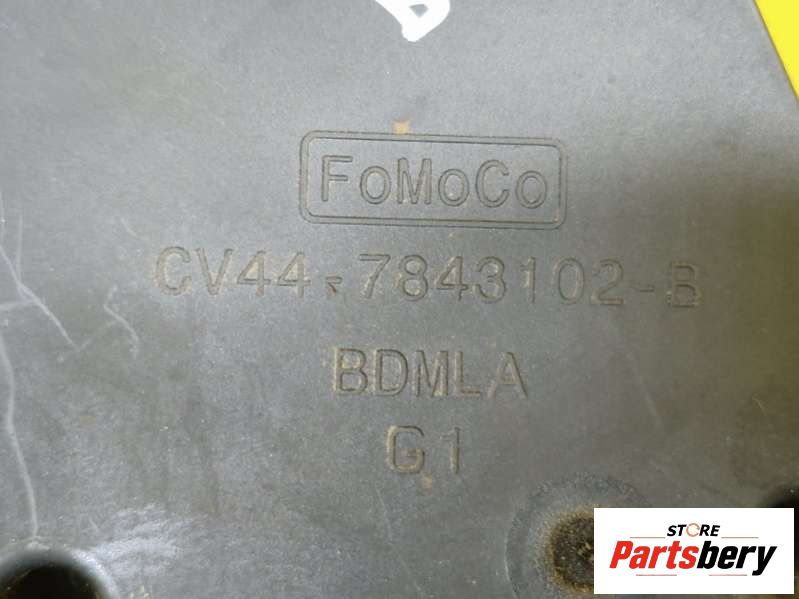 FoMoCo
CV44-7843102-B
BDMLA
G1
STORE
Partsbery